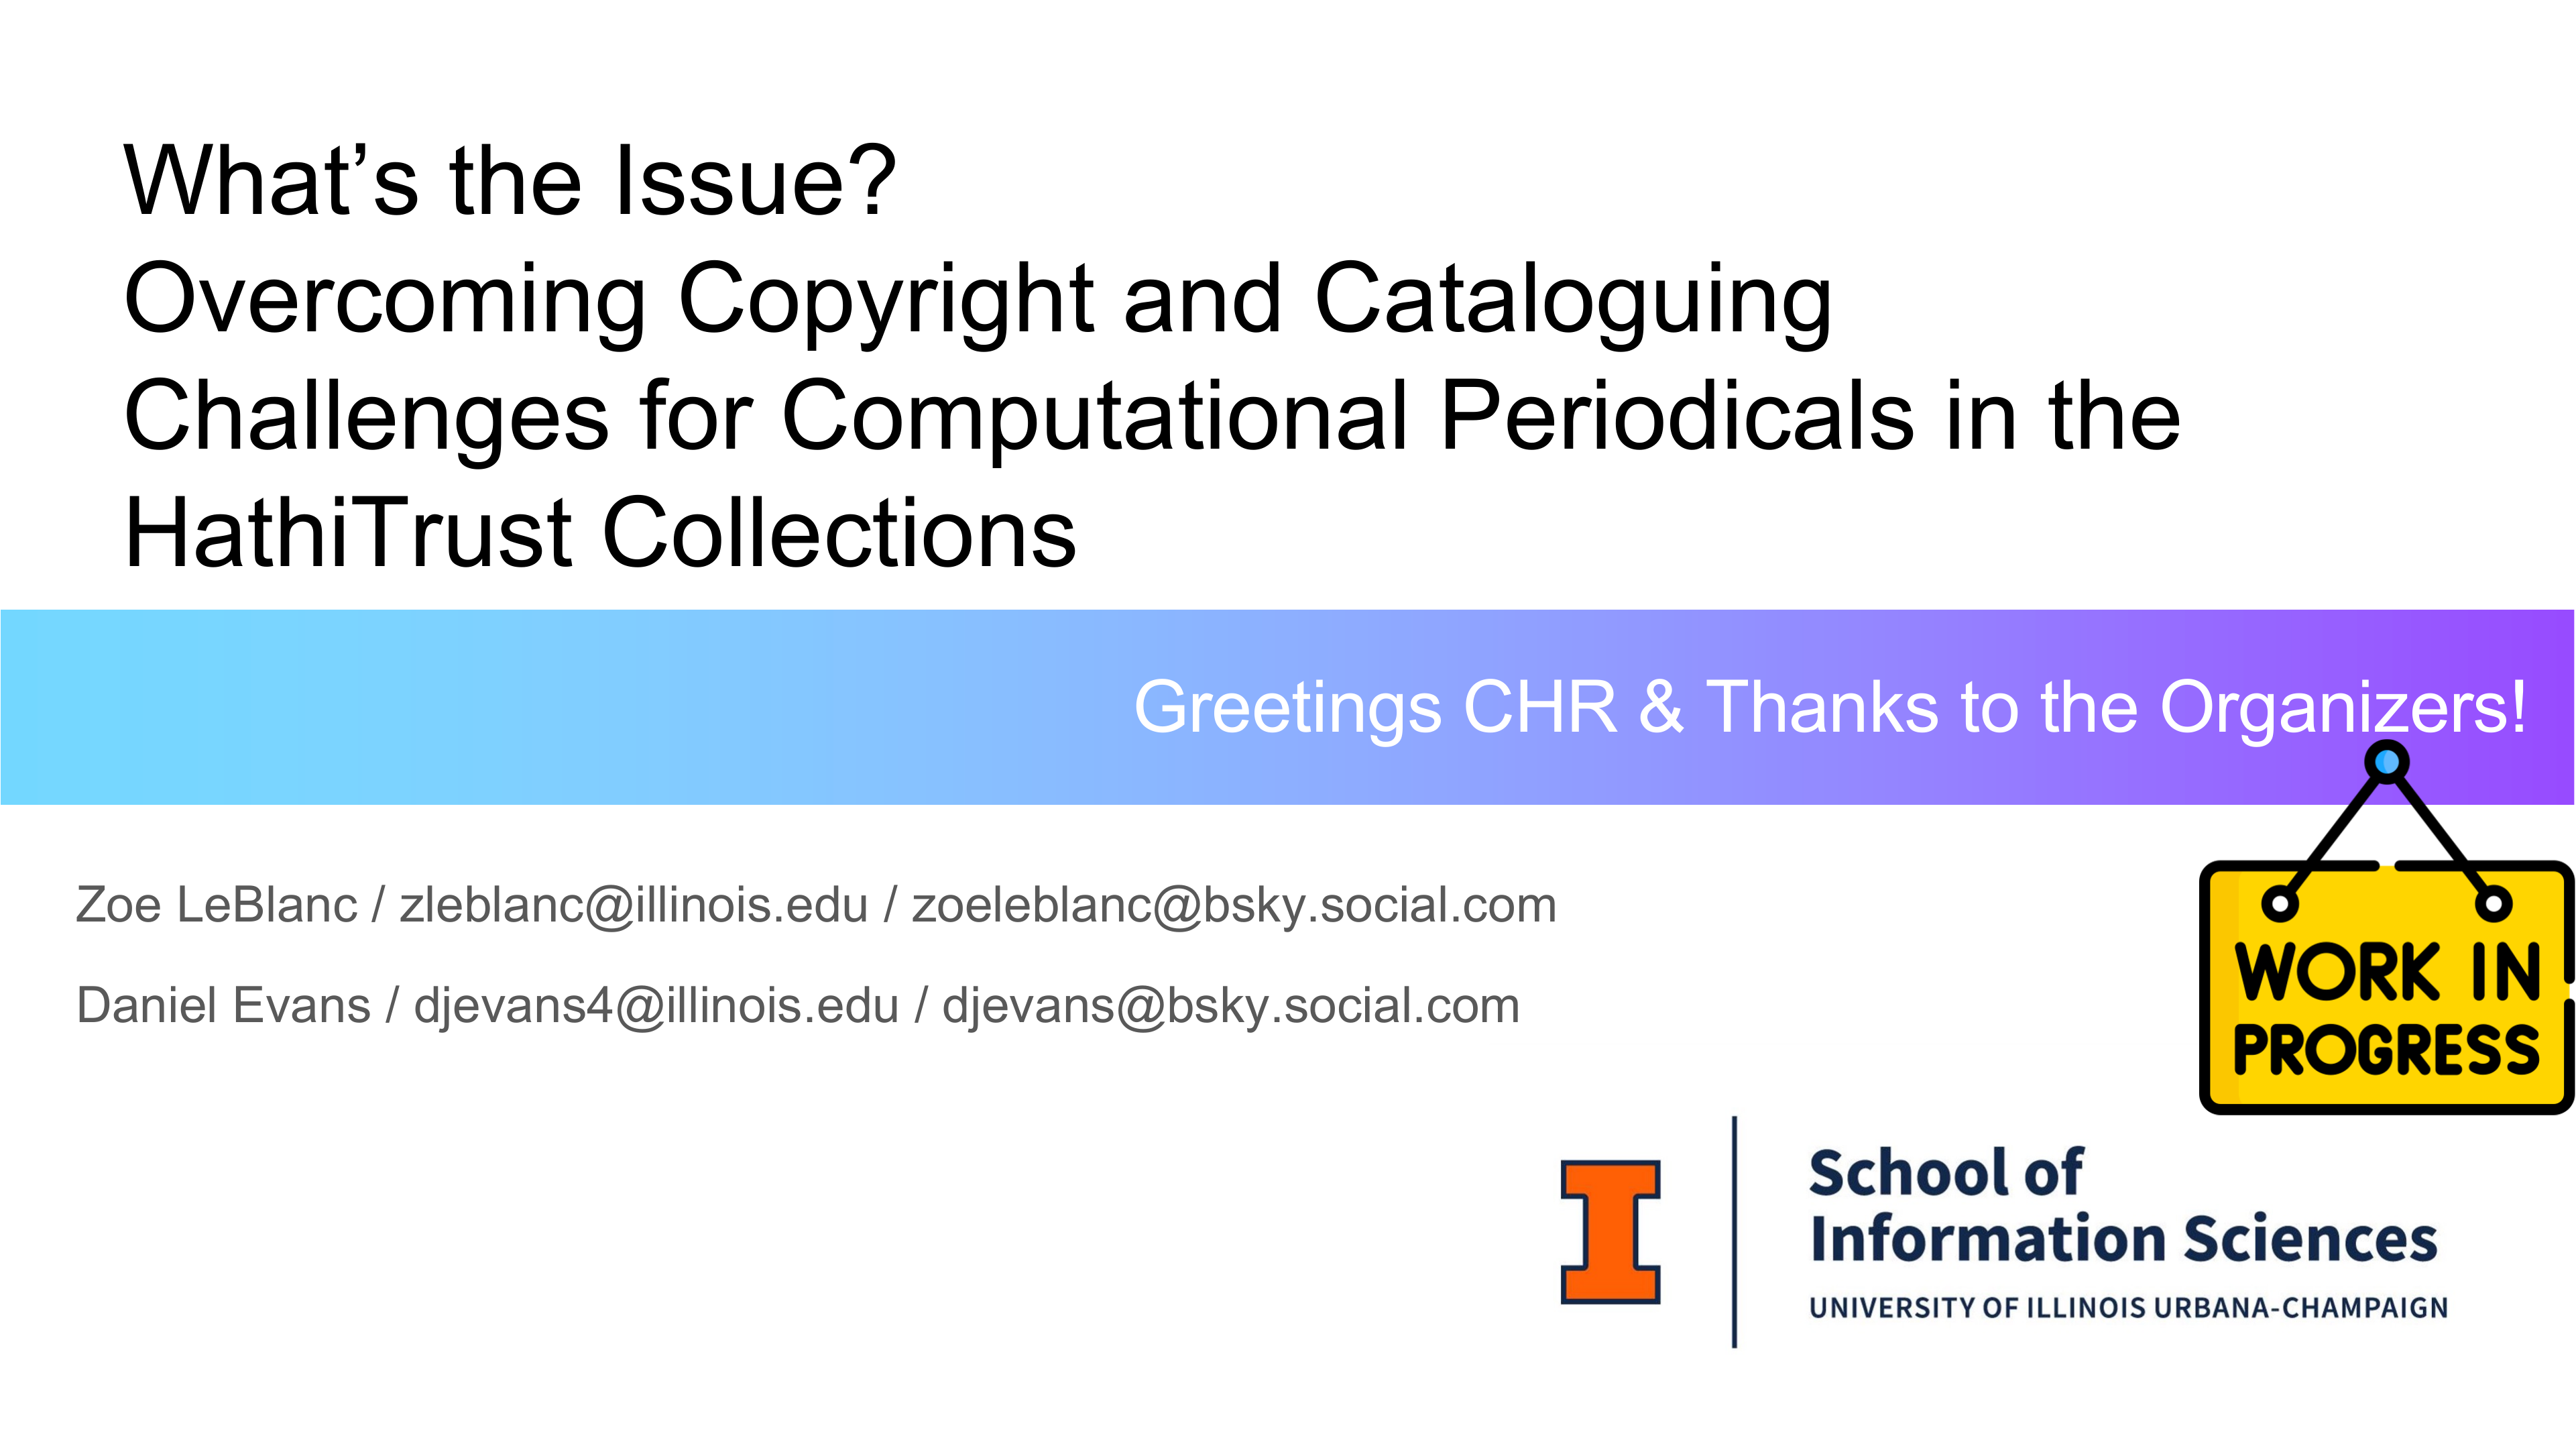 What’s the Issue?
Overcoming Copyright and Cataloguing
Challenges for Computational Periodicals in the
HathiTrust Collections
Greetings CHR & Thanks to the Organizers!
Zoe LeBlanc / zleblanc@illinois.edu / zoeleblanc@bsky.social.com
Daniel Evans / djevans4@illinois.edu / djevans@bsky.social.com
WORK IN
PROGRESS
I
School of
Information Sciences
UNIVERSITY OF ILLINOIS URBANA-CHAMPAIGN